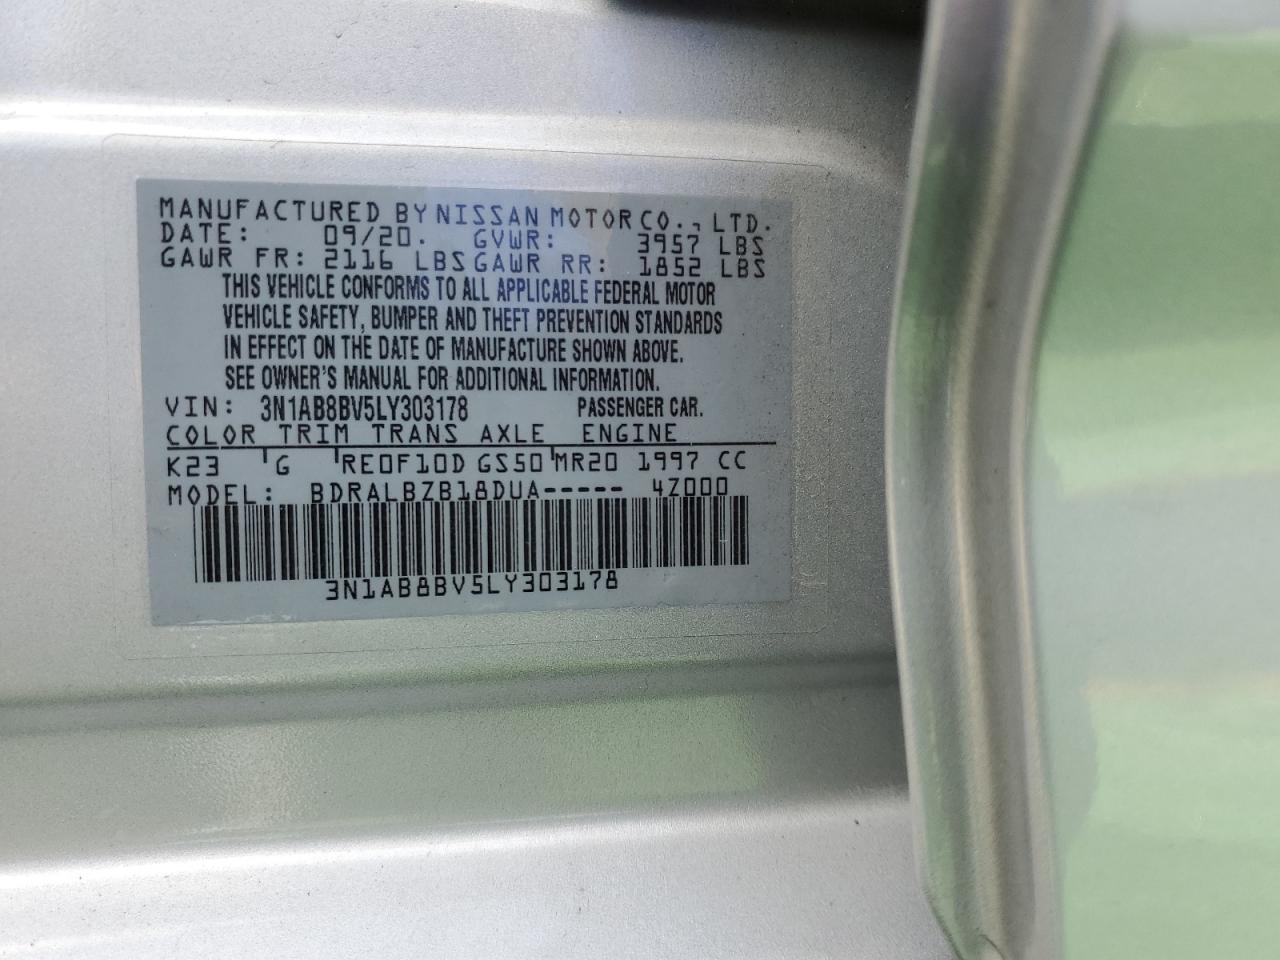 MANUFACTURED BY NISSAN MOTOR CO., LTD.
DATE: 09/20. GVWR: 3957 LBS
GAWR FR: 2116 LBS GAWR RR: 1852 LBS
THIS VEHICLE CONFORMS TO ALL APPLICABLE FEDERAL MOTOR
VEHICLE SAFETY, BUMPER AND THEFT PREVENTION STANDARDS
IN EFFECT ON THE DATE OF MANUFACTURE SHOWN ABOVE.
SEE OWNER'S MANUAL FOR ADDITIONAL INFORMATION.
VIN: 3N1AB8BV5LY303178 PASSENGER CAR.
COLOR TRIM TRANS AXLE ENGINE
K23 G RE0F10D GS50 MR20 1997 CC
MODEL: BDRALBZB18DUA----- 4Z000
3N1AB8BV5LY303178